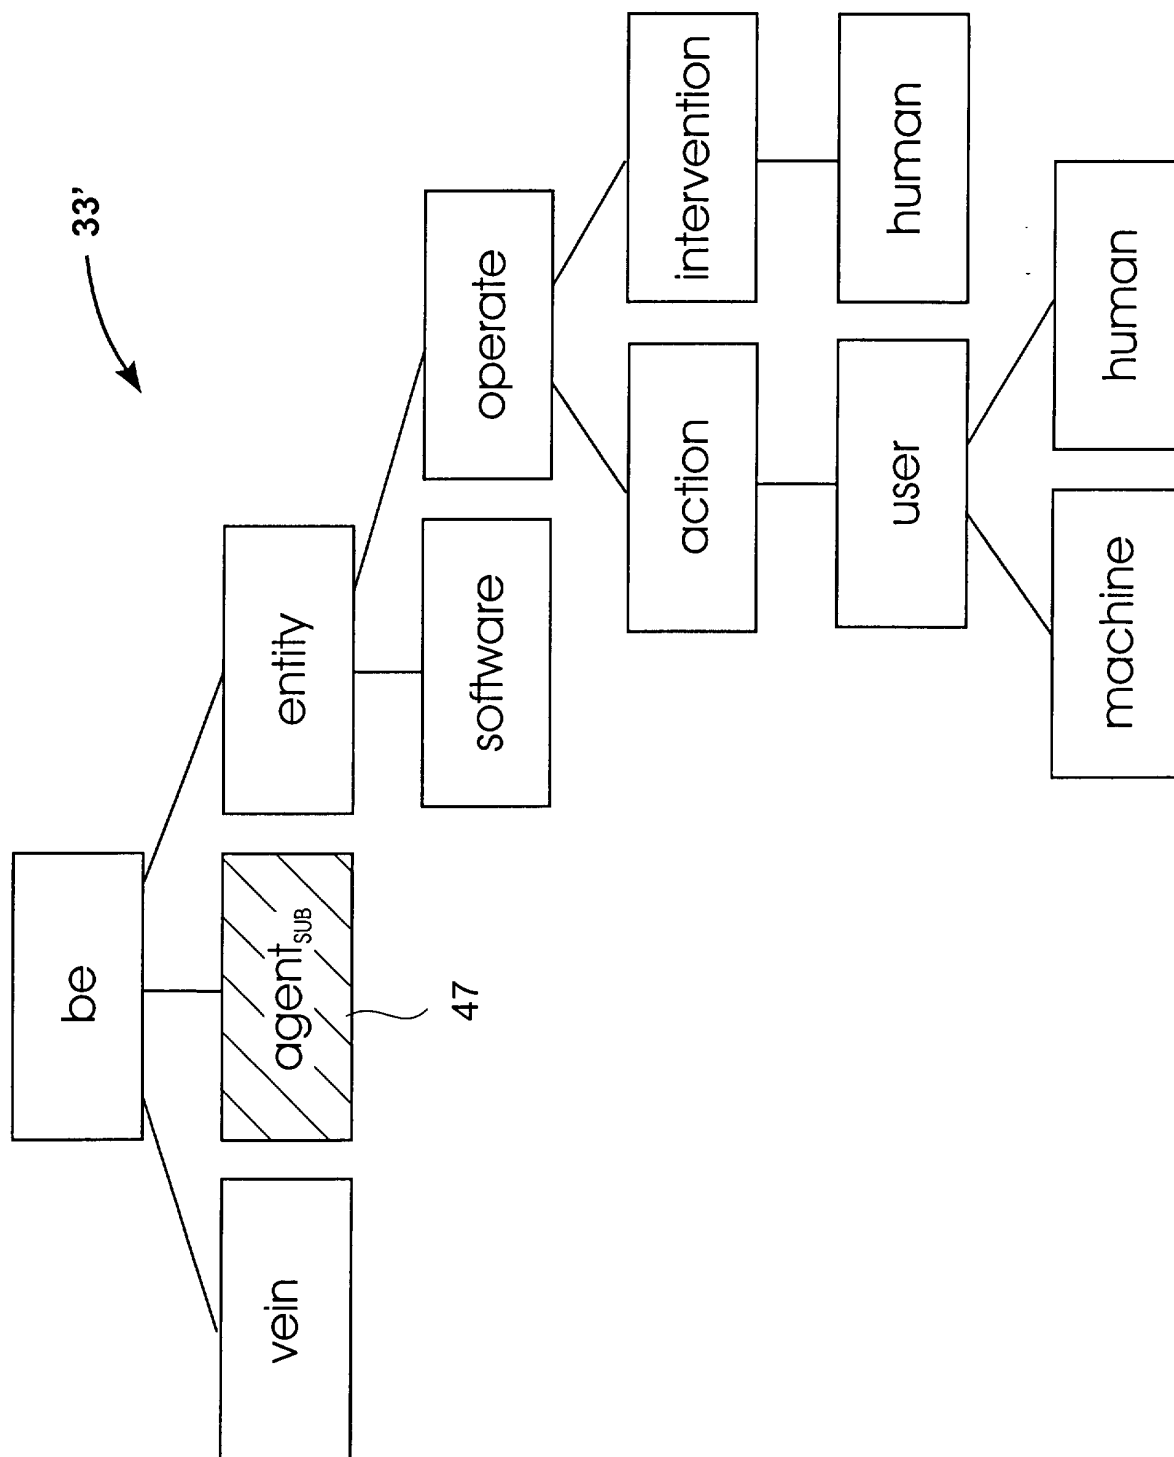 33'
be
vein
agentSUB
entity
47
software
operate
action
intervention
user
human
machine
human